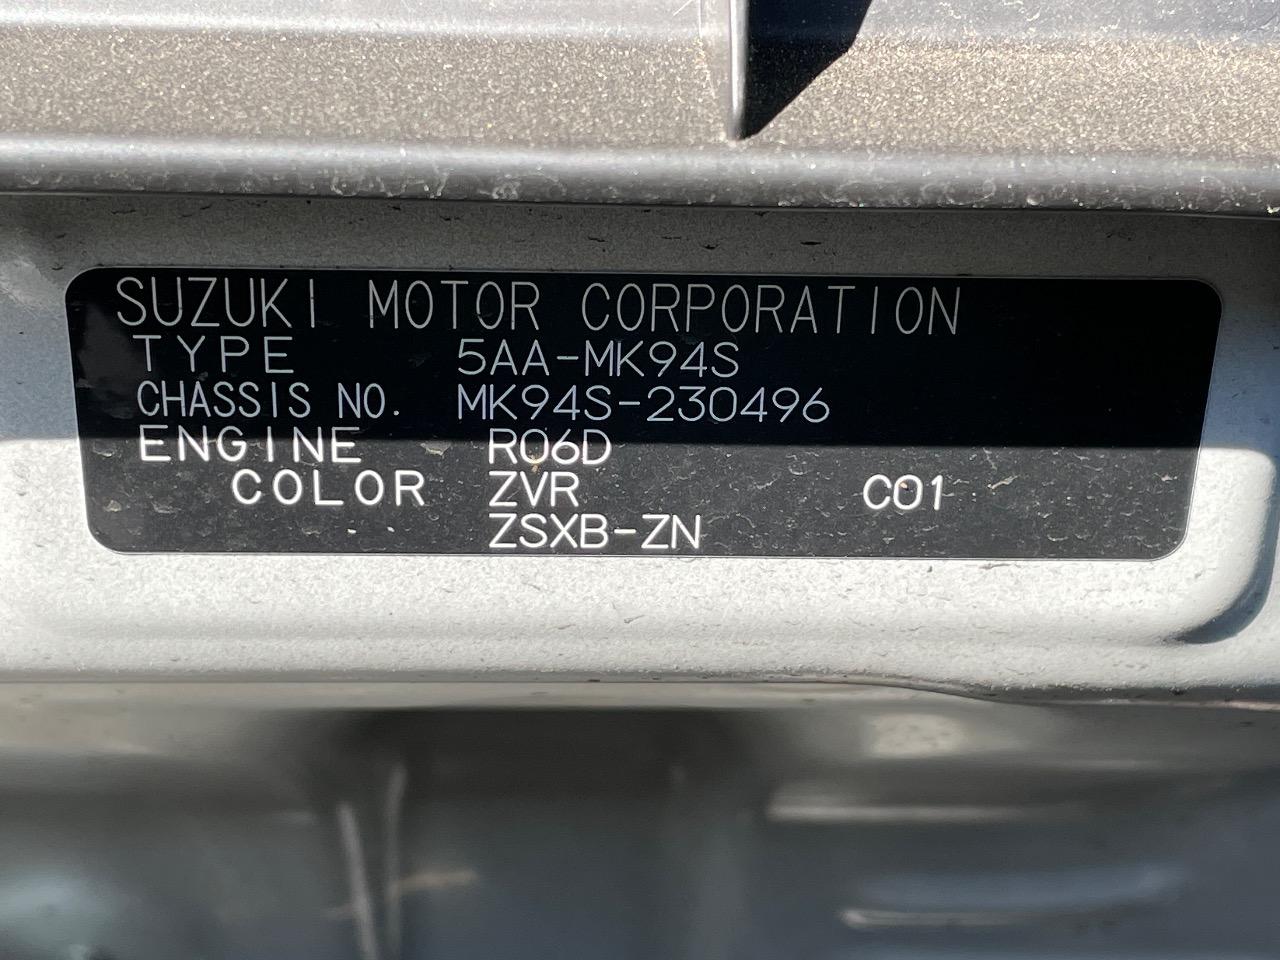 SUZUKI MOTOR CORPORATION
TYPE 5AA-MK94S
CHASSIS NO. MK94S-230496
ENGINE R06D
COLOR ZVR C01
ZSXB-ZN